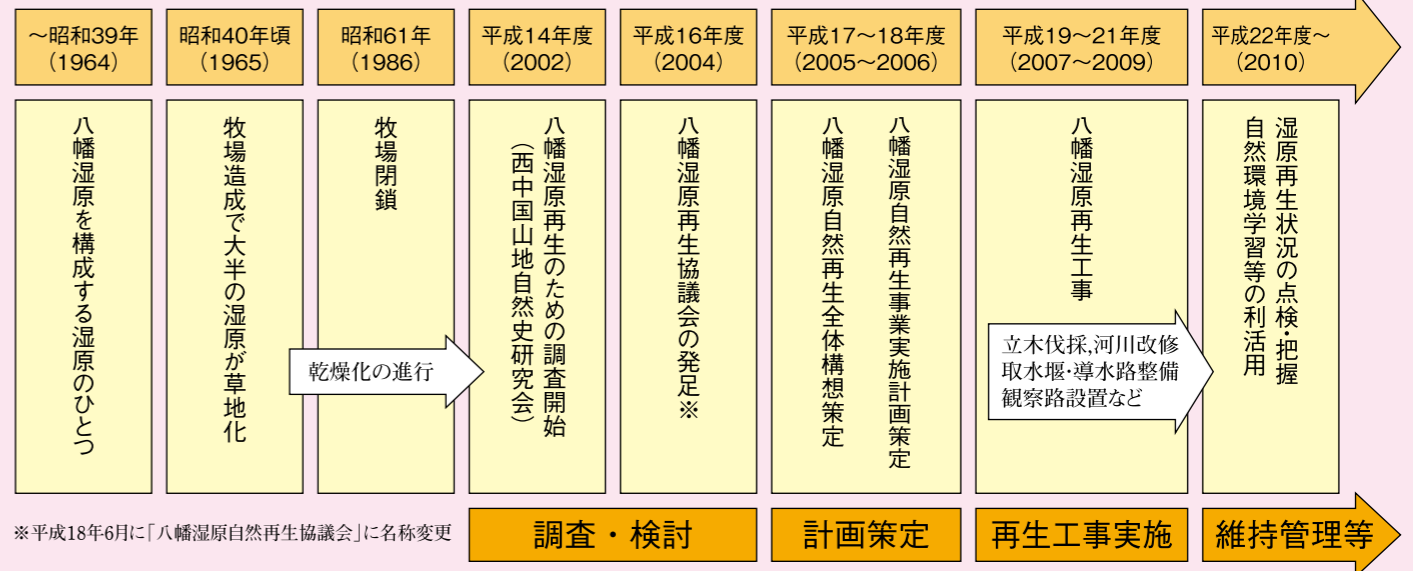 ～昭和39年
（1964）
昭和40年頃
（1965）
昭和61年
（1986）
平成14年度
（2002）
平成16年度
（2004）
平成17～18年度
（2005～2006）
平成19～21年度
（2007～2009）
平成22年度～
（2010）
八幡湿原を構成する湿原のひとつ
牧場造成で大半の湿原が草地化
牧場閉鎖
乾燥化の進行
八幡湿原再生のための調査開始
（西中国山地自然史研究会）
八幡湿原再生協議会の発足※
八幡湿原自然再生事業実施計画策定
八幡湿原自然再生全体構想策定
八幡湿原再生工事
立木伐採,河川改修
取水堰・導水路整備
観察路設置など
湿原再生状況の点検・把握
自然環境学習等の利活用
※平成18年6月に「八幡湿原自然再生協議会」に名称変更
調査・検討
計画策定
再生工事実施
維持管理等